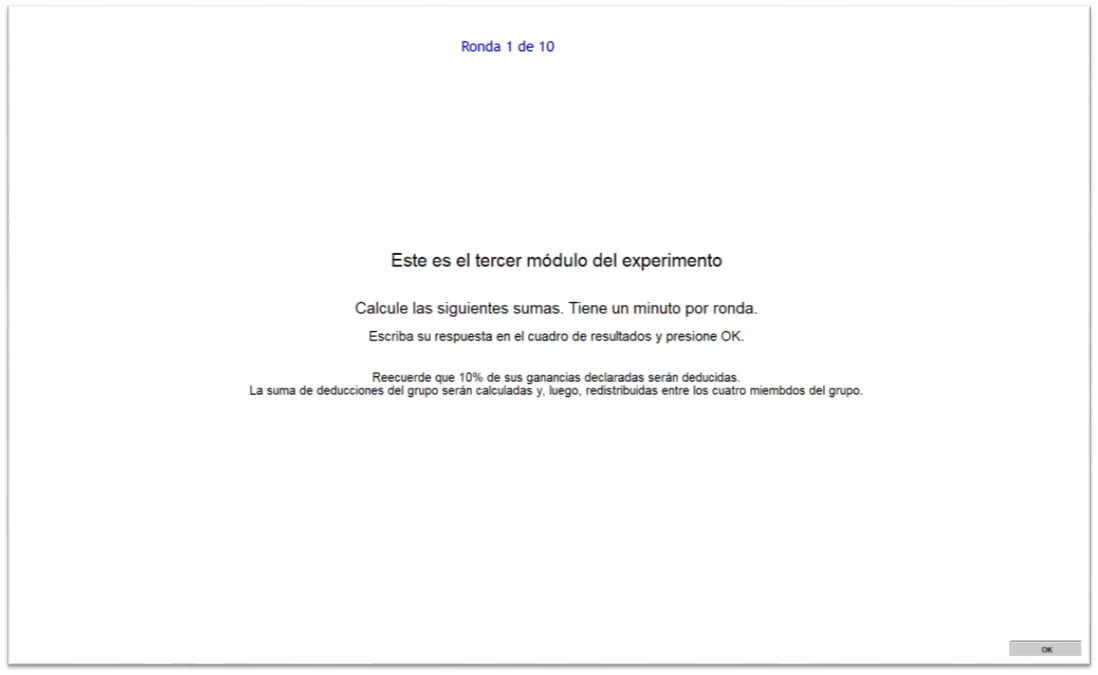 Ronda 1 de 10
Este es el tercer módulo del experimento
Calcule las siguientes sumas. Tiene un minuto por ronda.
Escriba su respuesta en el cuadro de resultados y presione OK.
Reecuerde que 10% de sus ganancias declaradas serán deducidas.
La suma de deducciones del grupo serán calculadas y, luego, redistribuidas entre los cuatro miembdos del grupo.
OK